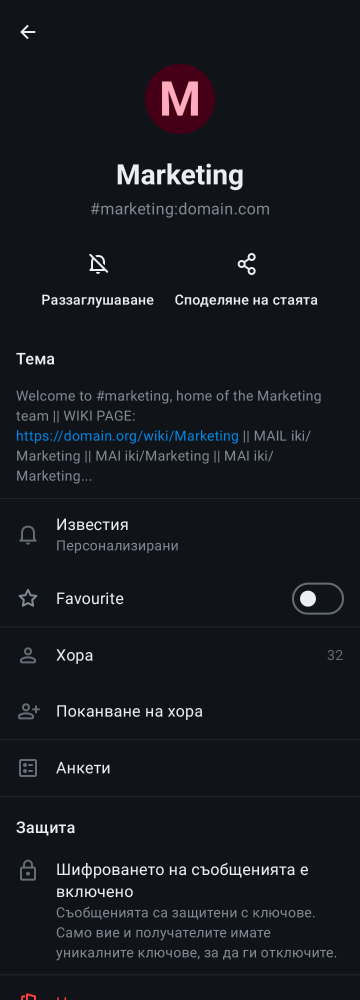 M
Marketing
#marketing:domain.com
Раззаглушаване
Споделяне на стаята
Тема
Welcome to #marketing, home of the Marketing
team || WIKI PAGE:
https://domain.org/wiki/Marketing || MAIL iki/
Marketing || MAI iki/Marketing || MAI iki/
Marketing...
Известия
Персонализирани
Favourite
Хора 32
Поканване на хора
Анкети
Защита
Шифроването на съобщенията е
включено
Съобщенията са защитени с ключове.
Само вие и получателите имате
уникалните ключове, за да ги отключите.